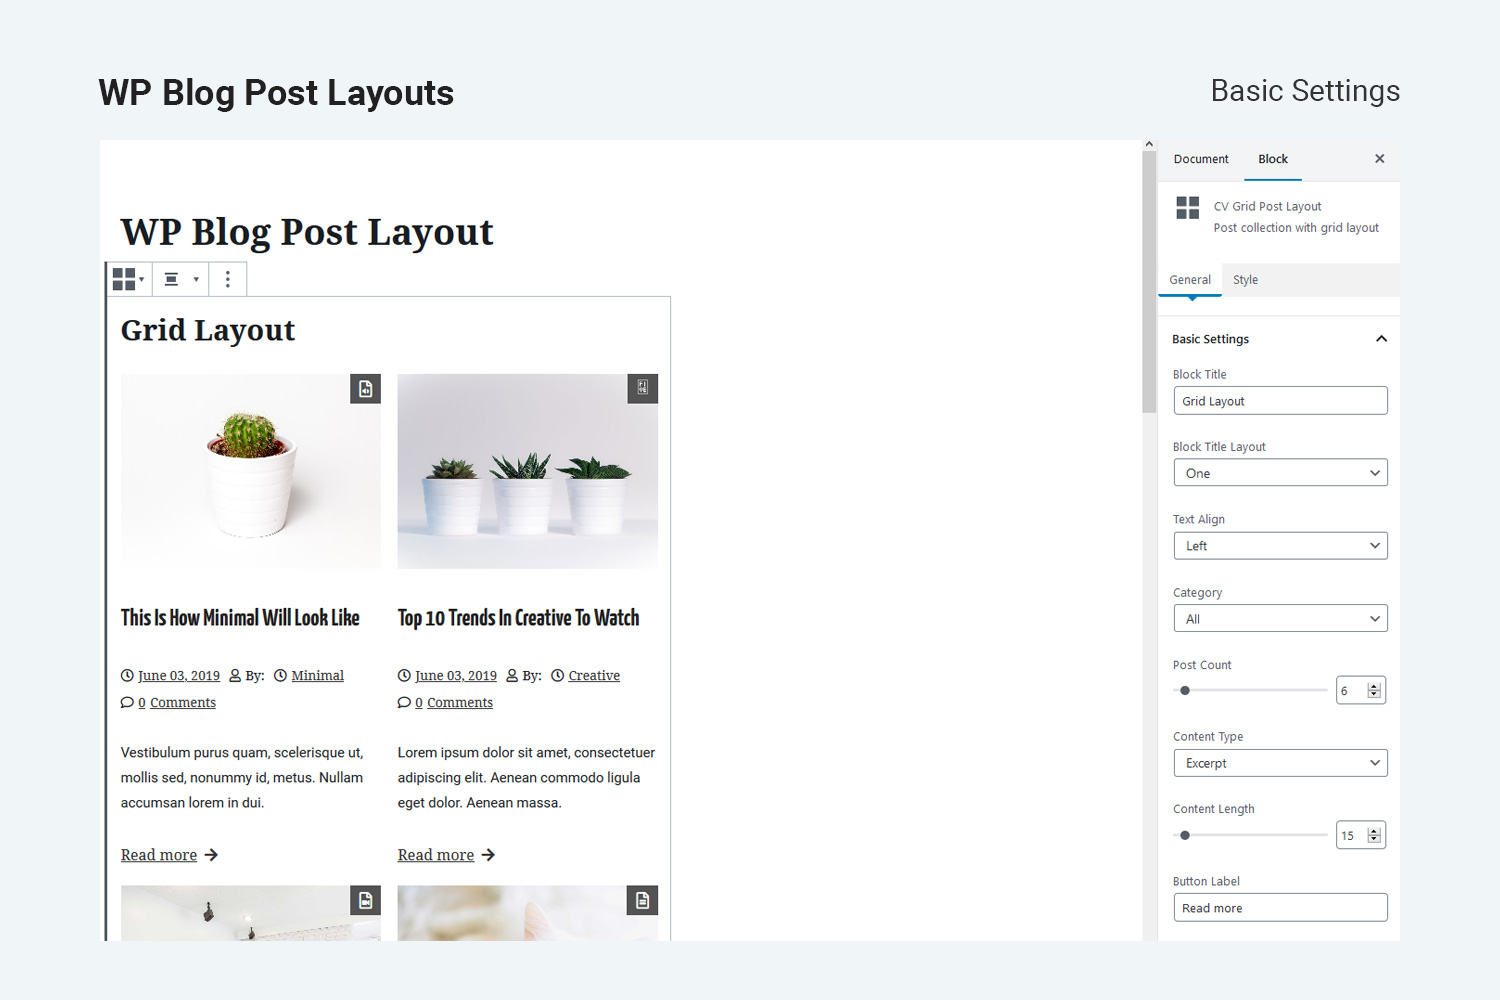 WP Blog Post Layouts
Basic Settings
WP Blog Post Layout
Grid Layout
This Is How Minimal Will Look Like
June 03, 2019 By: Minimal
0 Comments
Vestibulum purus quam, scelerisque ut,
mollis sed, nonummy id, metus. Nullam
accumsan lorem in dui.
Read more
Top 10 Trends In Creative To Watch
June 03, 2019 By: Creative
0 Comments
Lorem ipsum dolor sit amet, consectetuer
adipiscing elit. Aenean commodo ligula
eget dolor. Aenean massa.
Read more
Document Block
CV Grid Post Layout
Post collection with grid layout
General Style
Basic Settings
Block Title
Grid Layout
Block Title Layout
One
Text Align
Left
Category
All
Post Count
6
Content Type
Excerpt
Content Length
15
Button Label
Read more